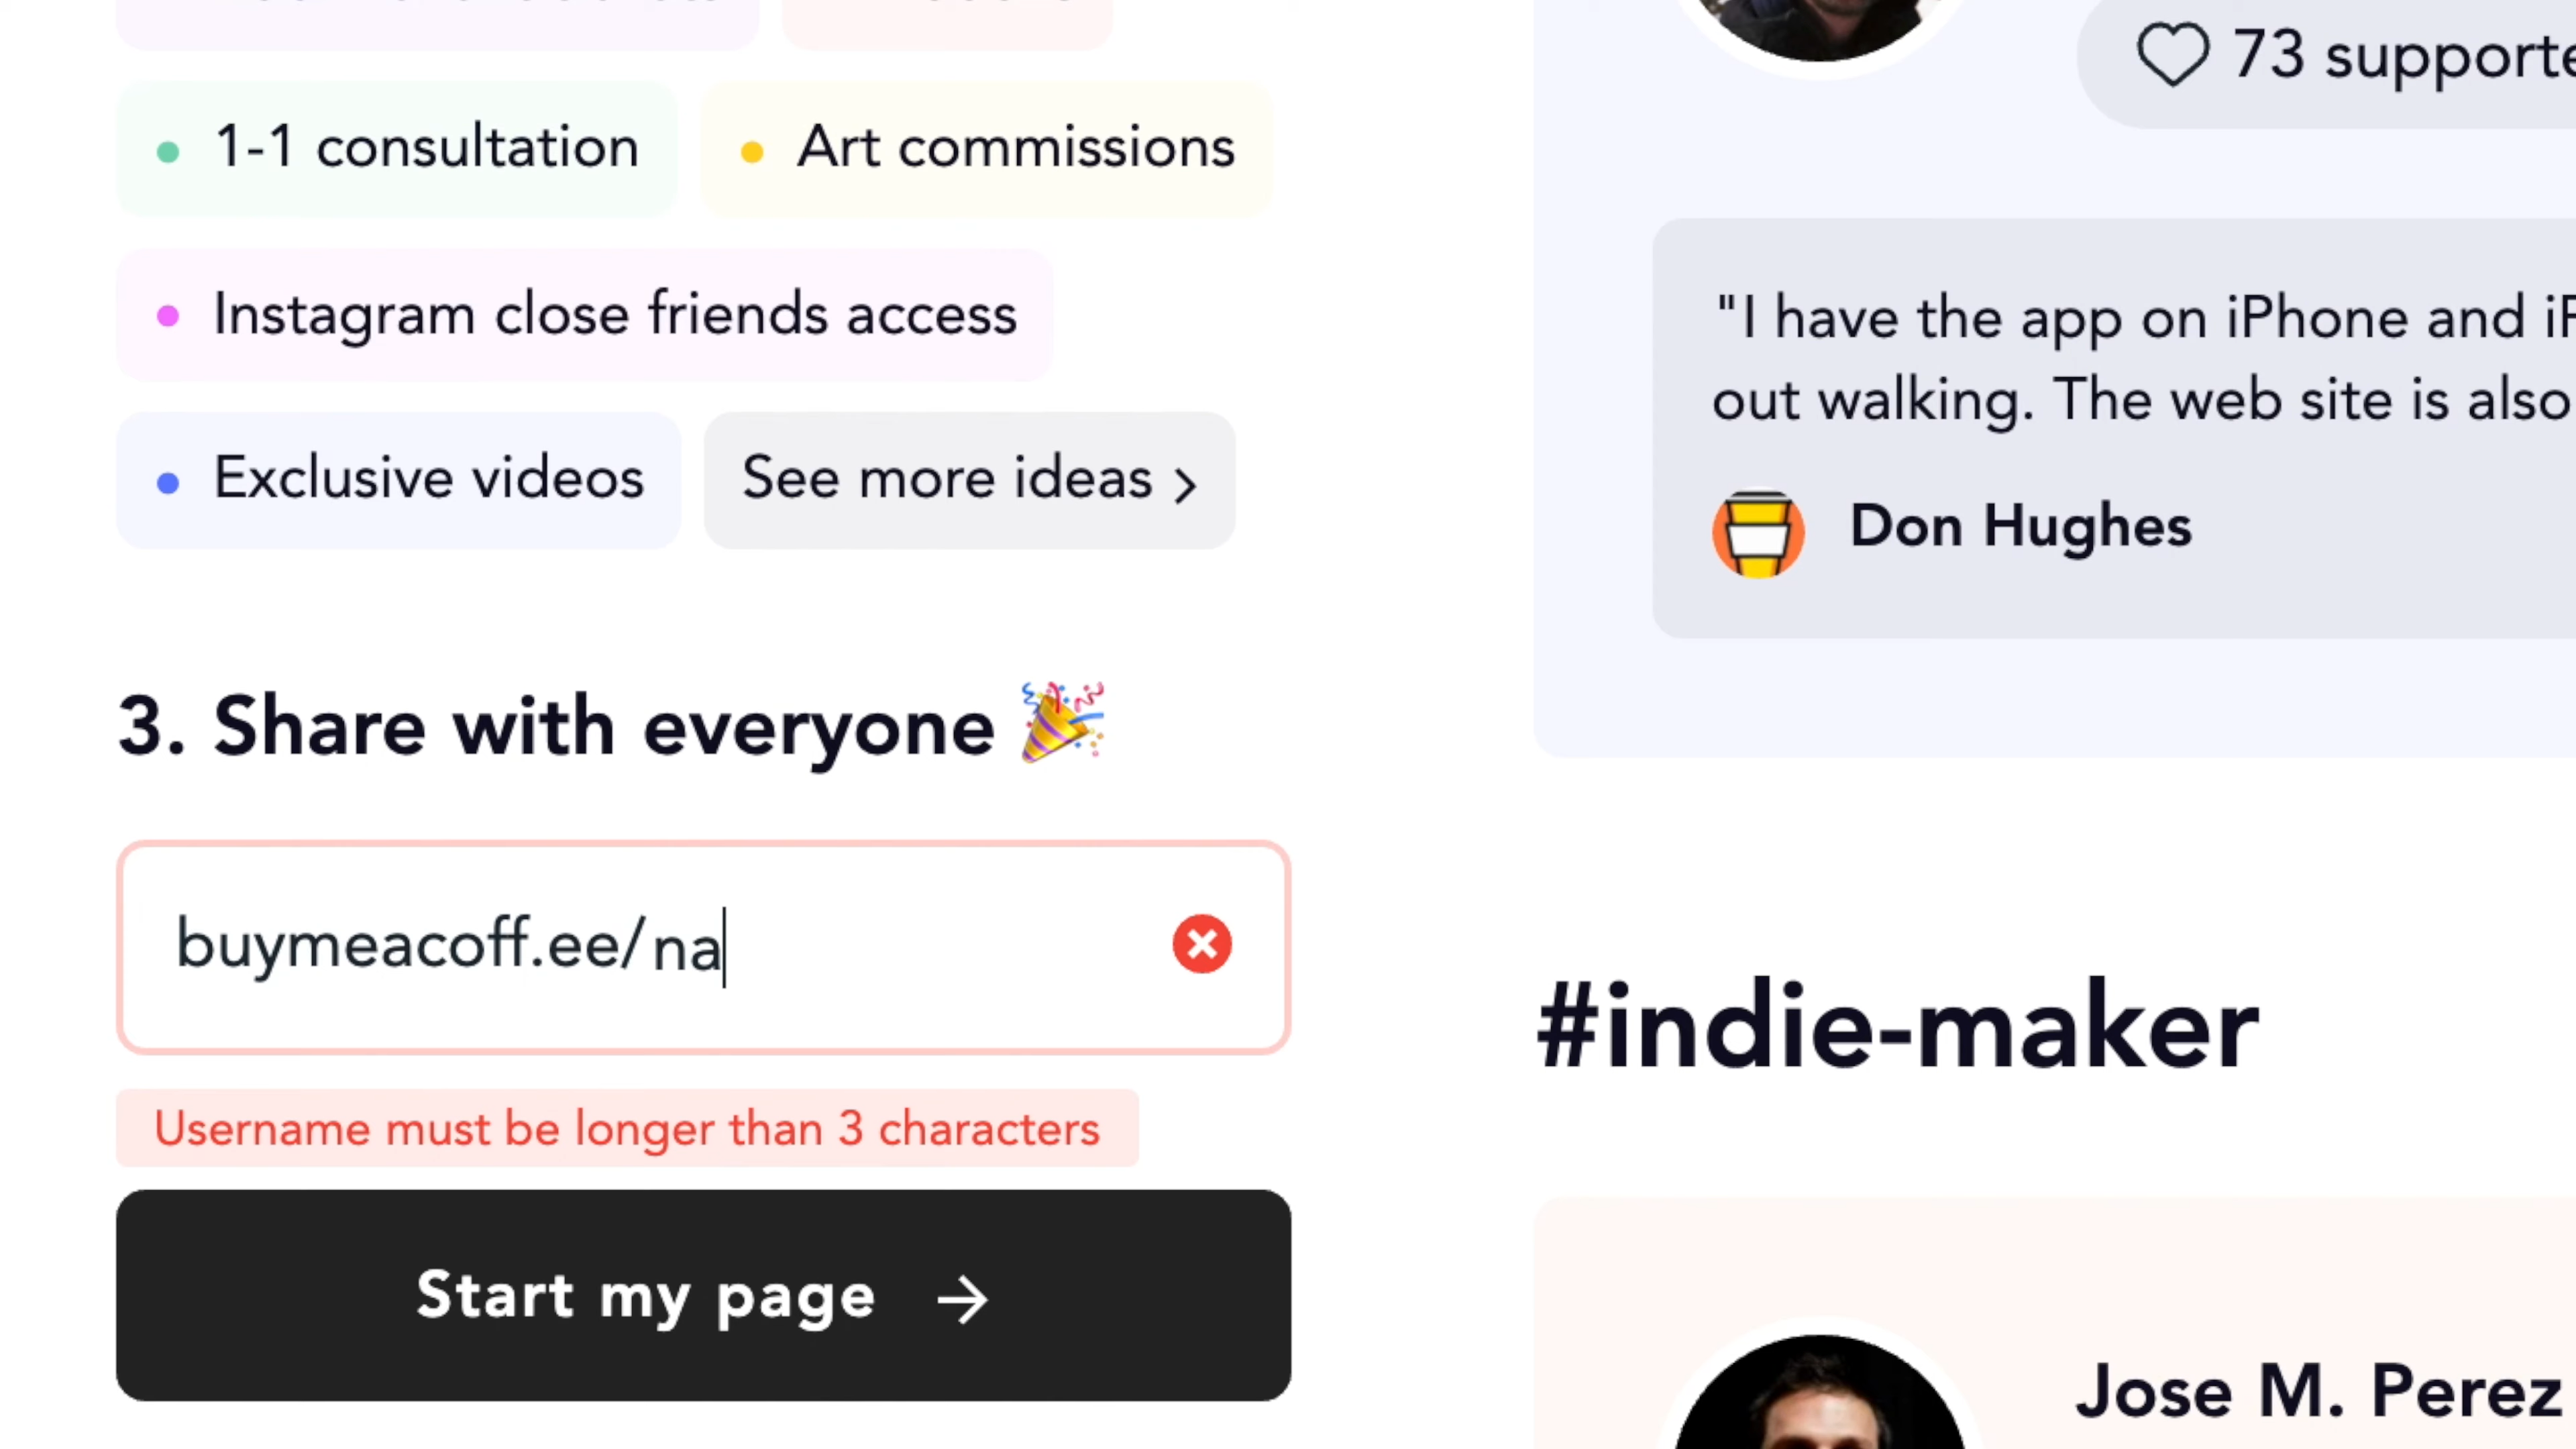 1-1 consultation
Art commissions
Instagram close friends access
Exclusive videos
See more ideas
3. Share with everyone 🎉
buymeacoff.ee/na
Username must be longer than 3 characters
Start my page →
73
"I have the app on iPhone and
out walking. The web site is also
Don Hughes
#indie-maker
Jose M. Perez